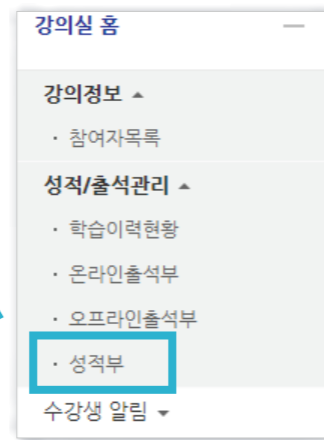 강의실 홈
강의정보 ▲
· 참여자목록
성적/출석관리 ▲
· 학습이력현황
· 온라인출석부
· 오프라인출석부
· 성적부
수강생 알림 ▼